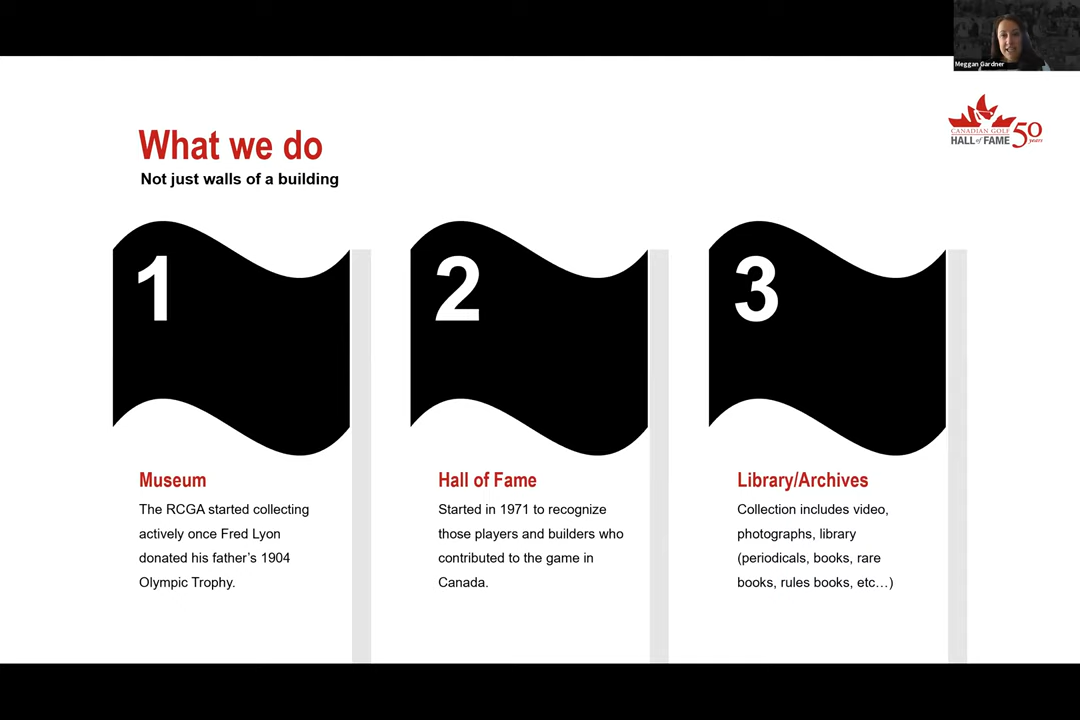 Meggan Gardner
CANADIAN GOLF
HALL of FAME
50
years
What we do
Not just walls of a building
1
2
3
Museum
The RCGA started collecting
actively once Fred Lyon
donated his father's 1904
Olympic Trophy.
Hall of Fame
Started in 1971 to recognize
those players and builders who
contributed to the game in
Canada.
Library/Archives
Collection includes video,
photographs, library
(periodicals, books, rare
books, rules books, etc…)